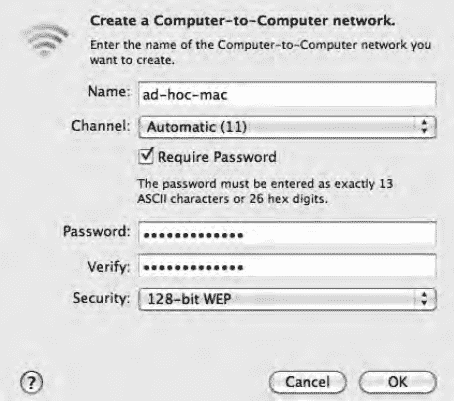 Create a Computer-to-Computer network.
Enter the name of the Computer-to-Computer network you
want to create.
Name: ad-hoc-mac
Channel: Automatic (11)
Require Password
The password must be entered as exactly 13
ASCII characters or 26 hex digits.
Password: •••••••••••••
Verify: •••••••••••••
Security: 128-bit WEP
? Cancel OK